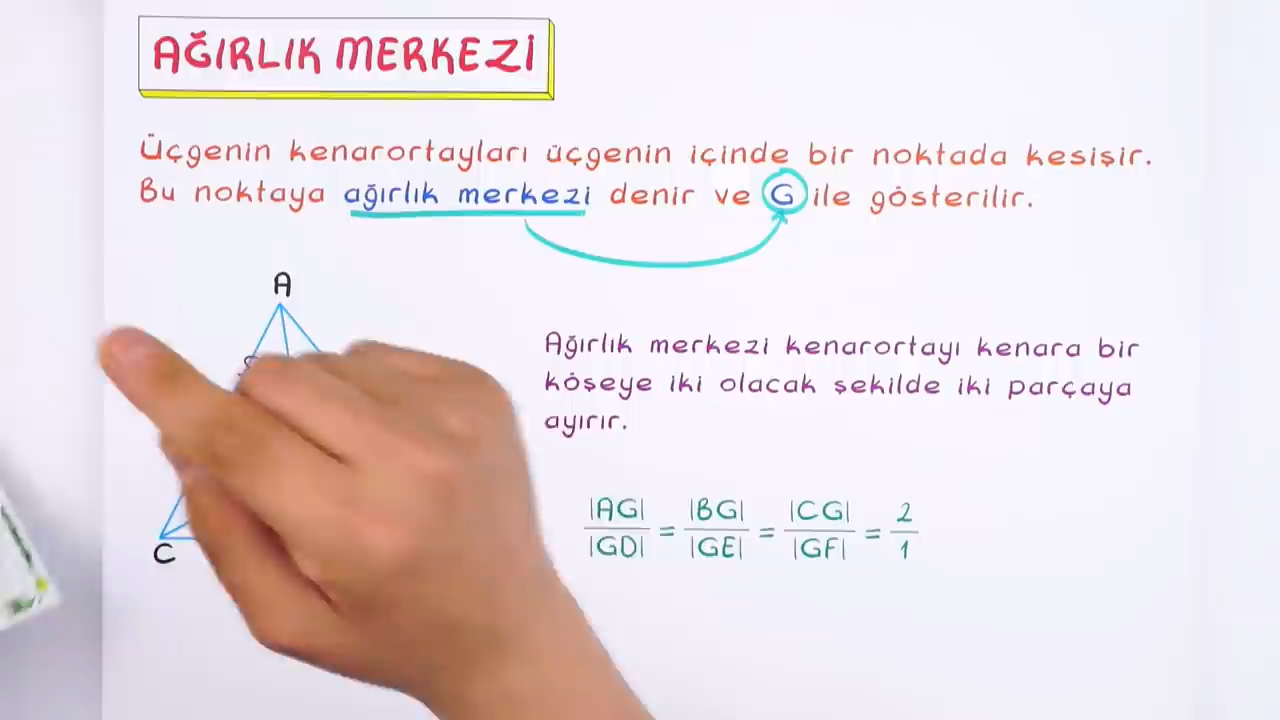 AĞIRLIK MERKEZİ
Üçgenin kenarortayları üçgenin içinde bir noktada kesişir.
Bu noktaya ağırlık merkezi denir ve G ile gösterilir.
A
Ağırlık merkezi kenarortayı kenara bir
köşeye iki olacak şekilde iki parçaya
ayırır.
|AG| / |GD| = |BG| / |GE| = |CG| / |GF| = 2 / 1
C